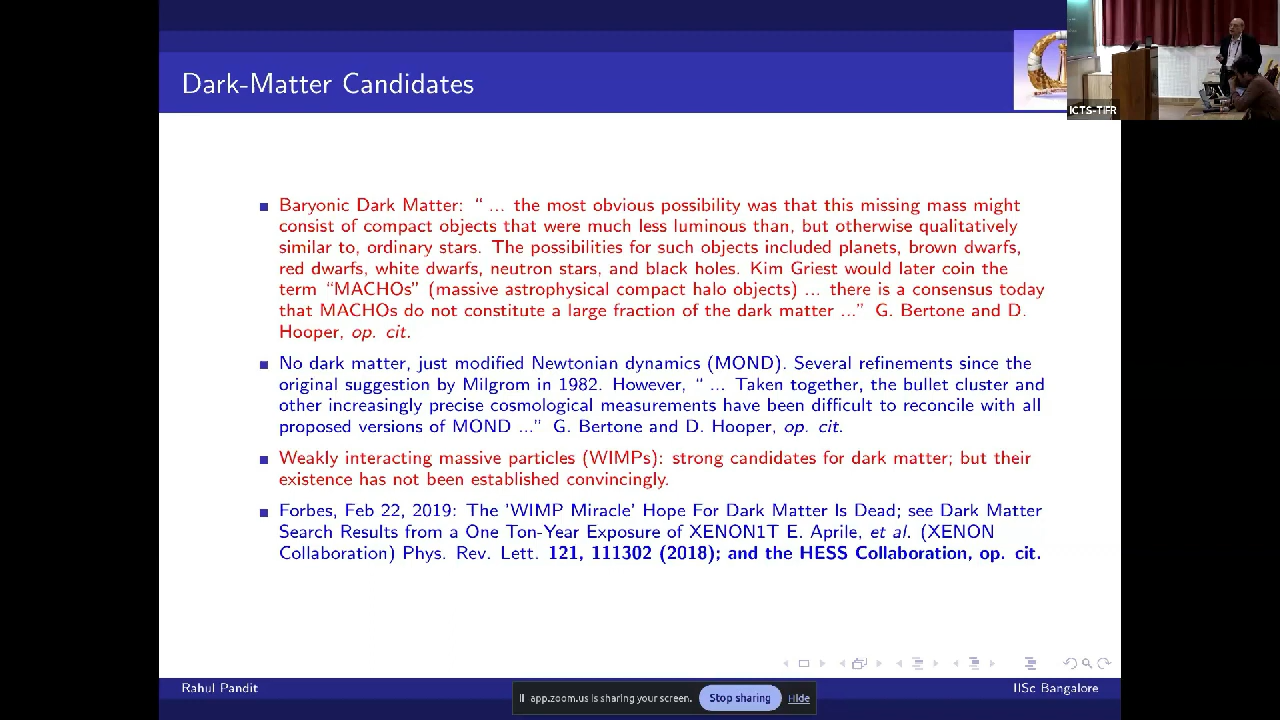 Dark-Matter Candidates
ICTS-TIFR
Baryonic Dark Matter: “ ... the most obvious possibility was that this missing mass might
consist of compact objects that were much less luminous than, but otherwise qualitatively
similar to, ordinary stars. The possibilities for such objects included planets, brown dwarfs,
red dwarfs, white dwarfs, neutron stars, and black holes. Kim Griest would later coin the
term “MACHOs” (massive astrophysical compact halo objects) ... there is a consensus today
that MACHOs do not constitute a large fraction of the dark matter ...” G. Bertone and D.
Hooper, op. cit.
No dark matter, just modified Newtonian dynamics (MOND). Several refinements since the
original suggestion by Milgrom in 1982. However, “ ... Taken together, the bullet cluster and
other increasingly precise cosmological measurements have been difficult to reconcile with all
proposed versions of MOND ...” G. Bertone and D. Hooper, op. cit.
Weakly interacting massive particles (WIMPs): strong candidates for dark matter; but their
existence has not been established convincingly.
Forbes, Feb 22, 2019: The 'WIMP Miracle' Hope For Dark Matter Is Dead; see Dark Matter
Search Results from a One Ton-Year Exposure of XENON1T E. Aprile, et al. (XENON
Collaboration) Phys. Rev. Lett. 121, 111302 (2018); and the HESS Collaboration, op. cit.
Rahul Pandit
app.zoom.us is sharing your screen.
Stop sharing
Hide
IISc Bangalore